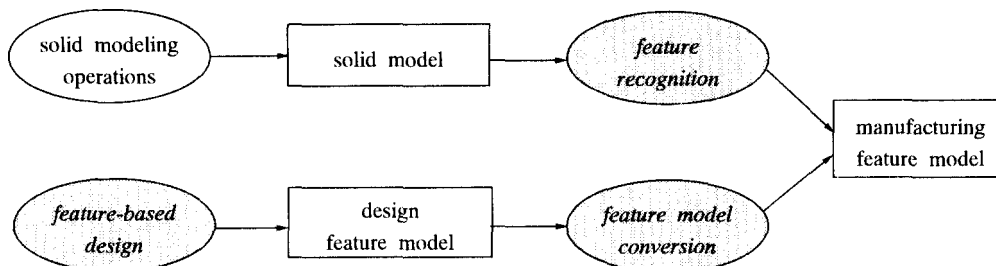 solid modeling
operations
solid model
feature
recognition
manufacturing
feature model
feature-based
design
design
feature model
feature model
conversion